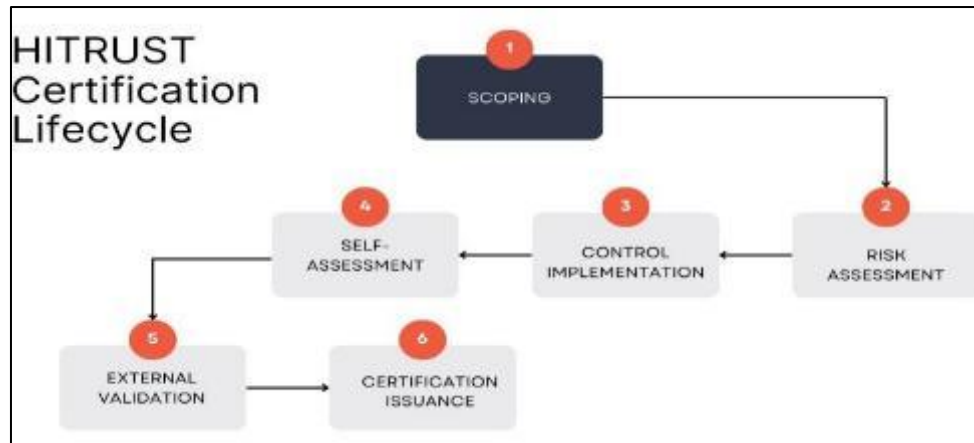 HITRUST
Certification
Lifecycle
1
SCOPING
2
RISK
ASSESSMENT
3
CONTROL
IMPLEMENTATION
4
SELF-
ASSESSMENT
5
EXTERNAL
VALIDATION
6
CERTIFICATION
ISSUANCE